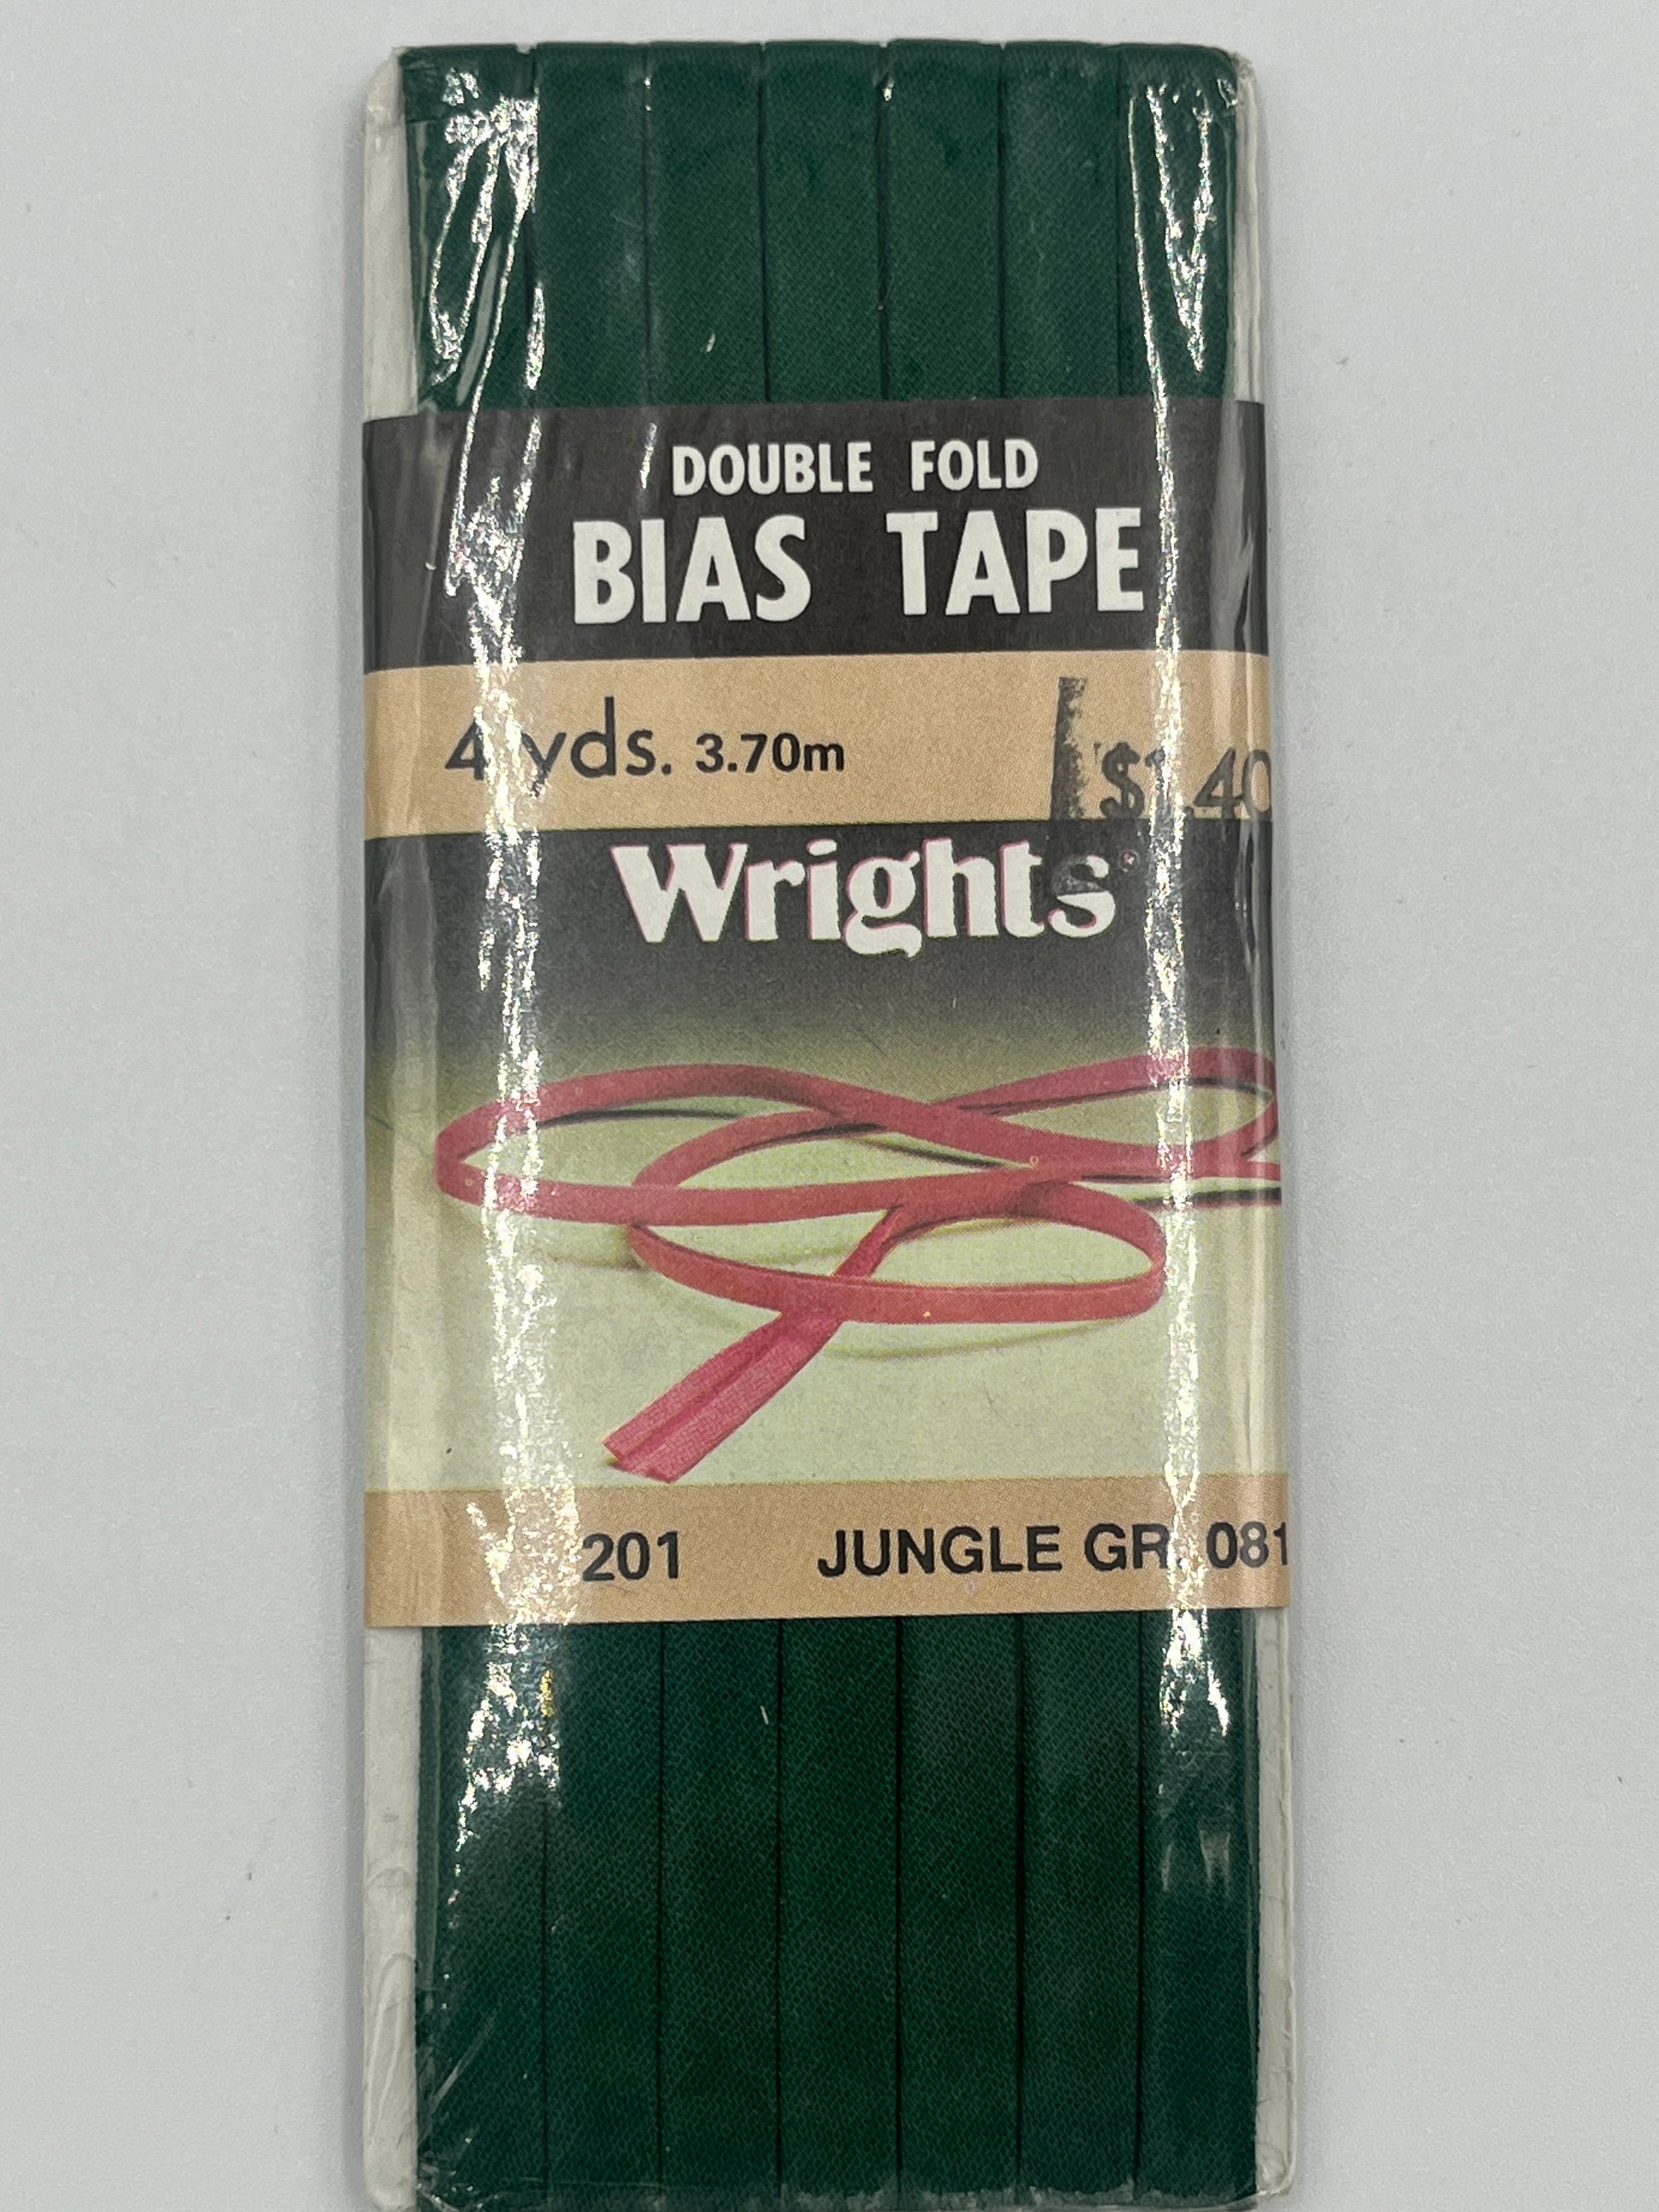 DOUBLE FOLD
BIAS TAPE
4 yds. 3.70m
$1.40
Wrights
201 JUNGLE GR. 081